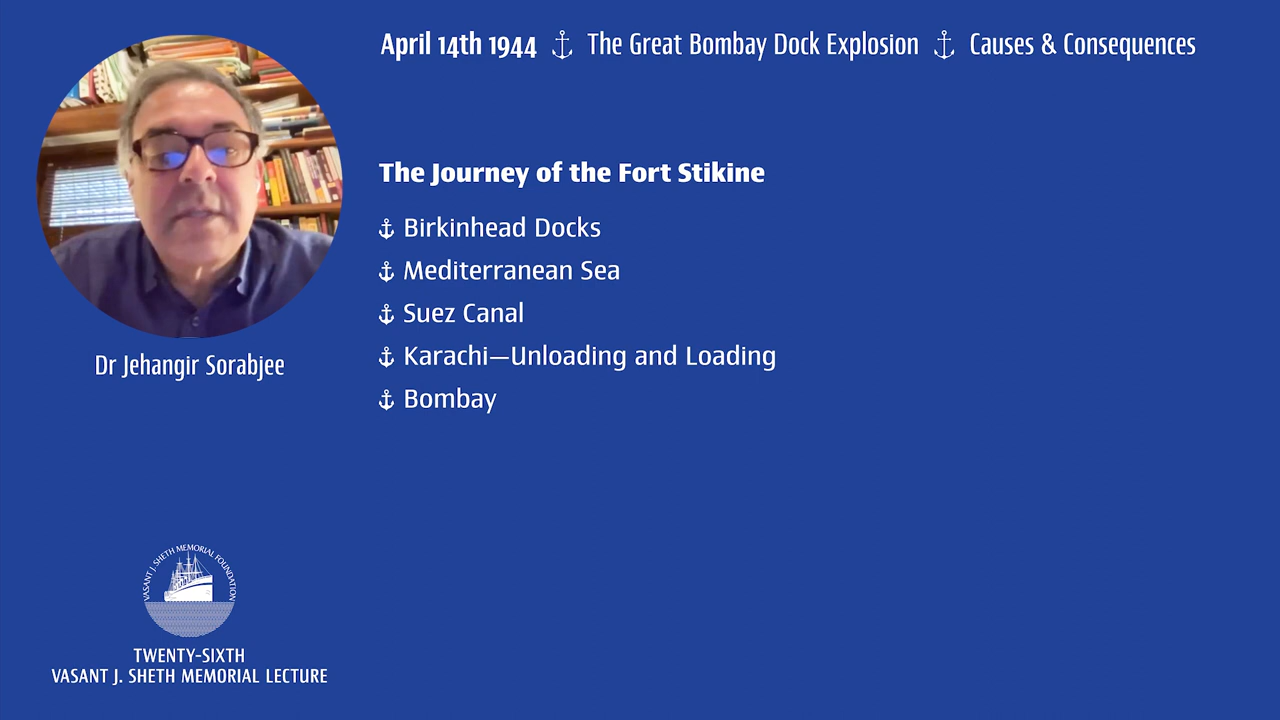 April 14th 1944 ⚓ The Great Bombay Dock Explosion ⚓ Causes & Consequences
The Journey of the Fort Stikine
⚓ Birkinhead Docks
⚓ Mediterranean Sea
⚓ Suez Canal
⚓ Karachi—Unloading and Loading
⚓ Bombay
Dr Jehangir Sorabjee
VASANT J. SHETH MEMORIAL FOUNDATION
TWENTY-SIXTH
VASANT J. SHETH MEMORIAL LECTURE